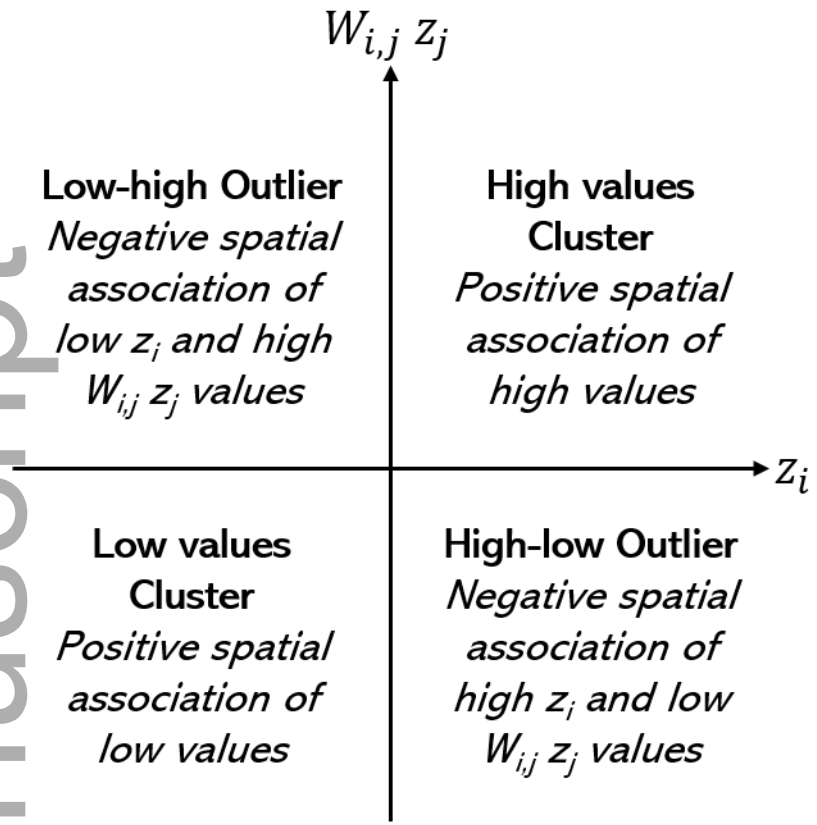 W_{i,j} z_j
Low-high Outlier
Negative spatial
association of
low z_i and high
W_{i,j} z_j values
High values
Cluster
Positive spatial
association of
high values
z_i
Low values
Cluster
Positive spatial
association of
low values
High-low Outlier
Negative spatial
association of
high z_i and low
W_{i,j} z_j values